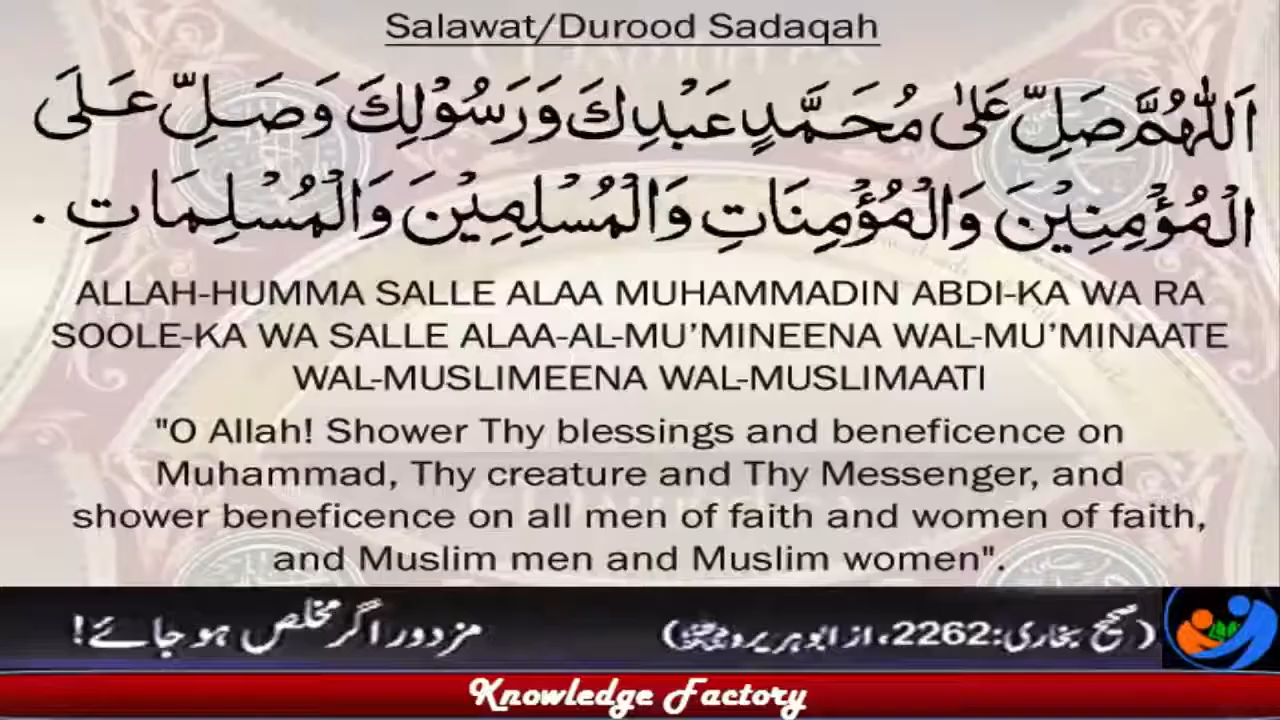 Salawat/Durood Sadaqah
اَللّٰهُمَّ صَلِّ عَلٰى مُحَمَّدٍ عَبْدِكَ وَرَسُوْلِكَ وَصَلِّ عَلَى
الْمُؤْمِنِيْنَ وَالْمُؤْمِنَاتِ وَالْمُسْلِمِيْنَ وَالْمُسْلِمَاتِ .
ALLAH-HUMMA SALLE ALAA MUHAMMADIN ABDI-KA WA RA
SOOLE-KA WA SALLE ALAA-AL-MU’MINEENA WAL-MU’MINAATE
WAL-MUSLIMEENA WAL-MUSLIMAATI
"O Allah! Shower Thy blessings and beneficence on
Muhammad, Thy creature and Thy Messenger, and
shower beneficence on all men of faith and women of faith,
and Muslim men and Muslim women".
(صحیح بخاری:2262، از ابو ہریرہ) مزدور اگر مخلص ہو جائے!
Knowledge Factory